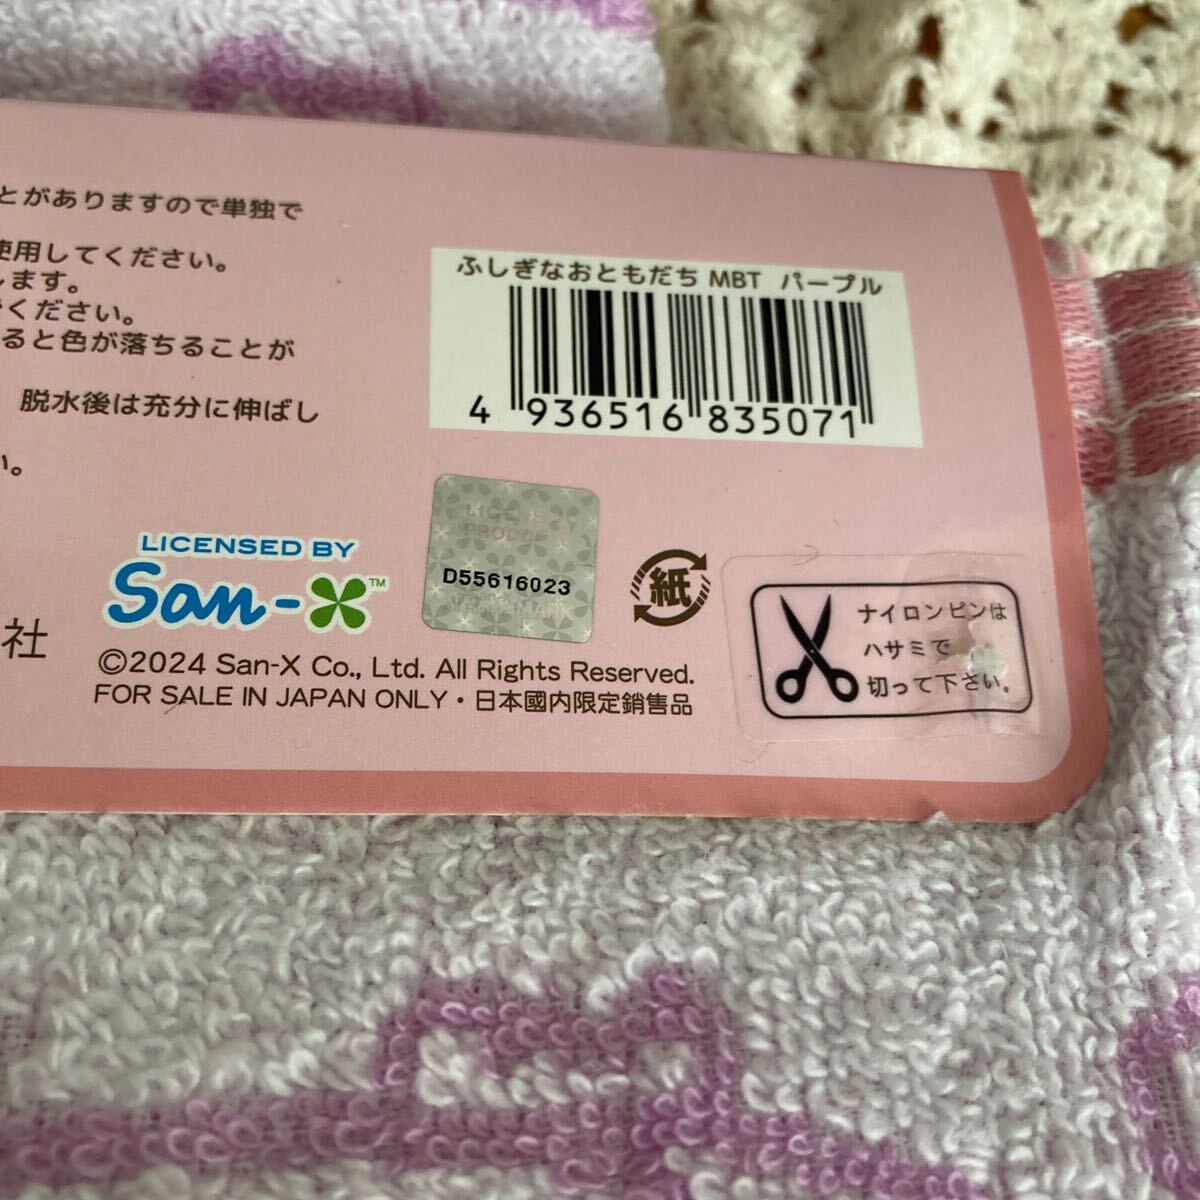 とがありますので単独で
使用してください。
します。
ください。
ると色が落ちることが
脱水後は充分に伸ばし
い。
ふしぎなおともだち MBT パープル
4 936516 835071
LICENSED BY
San-X™
D55616023
紙
ナイロンピンは
ハサミで
切って下さい。
社
©2024 San-X Co., Ltd. All Rights Reserved.
FOR SALE IN JAPAN ONLY・日本國内限定銷售品